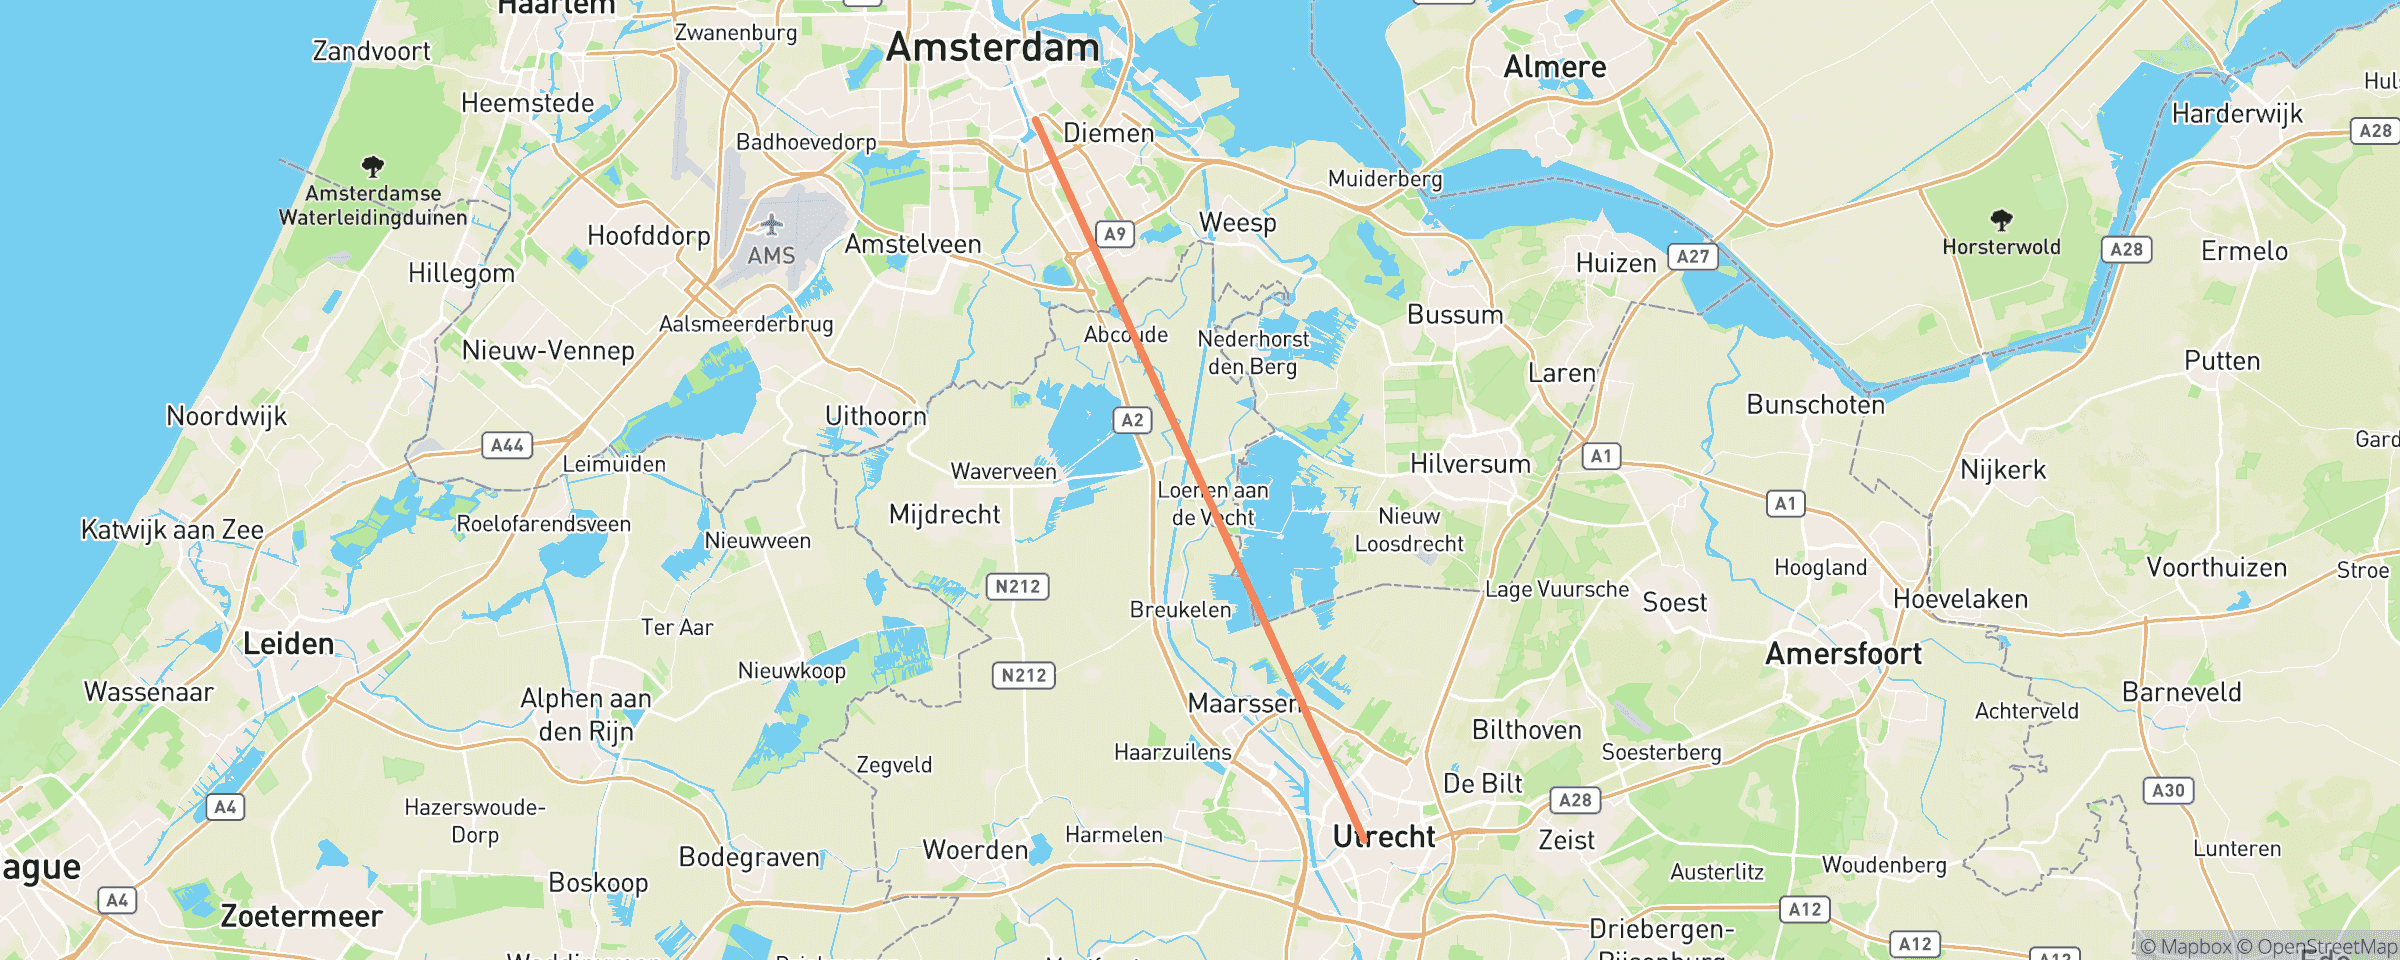 Haarlem
Zandvoort
Zwanenburg
Amsterdam
Almere
Heemstede
Harderwijk
A28
Badhoevedorp
Diemen
Amsterdamse
Waterleidingduinen
Muiderberg
Hoofddorp
AMS
Amstelveen
A9
Weesp
Huizen
A27
Horsterwold
A28
Ermelo
Hillegom
Aalsmeerderbrug
Abcoude
Nederhorst
den Berg
Bussum
Nieuw-Vennep
Laren
Putten
Noordwijk
Uithoorn
A2
Bunschoten
A44
Leimuiden
Waverveen
Hilversum
A1
Nijkerk
Loenen aan
de Vecht
Mijdrecht
A1
Katwijk aan Zee
Roelofarendsveen
Nieuwveen
Nieuw
Loosdrecht
Hoogland
Voorthuizen
Stroe
N212
Breukelen
Lage Vuursche
Soest
Hoevelaken
Leiden
Ter Aar
Nieuwkoop
N212
Amersfoort
Wassenaar
Alphen aan
den Rijn
Maarssen
Barneveld
Achterveld
Bilthoven
Haarzuilens
Soesterberg
Zegveld
De Bilt
A28
A30
A4
Hazerswoude-
Dorp
Harmelen
Utrecht
Zeist
Woerden
Lunteren
Bodegraven
ague
Boskoop
Austerlitz
Woudenberg
A4
Zoetermeer
A12
Driebergen-
Rijsenburg
A12
A12
© Mapbox © OpenStreetMap